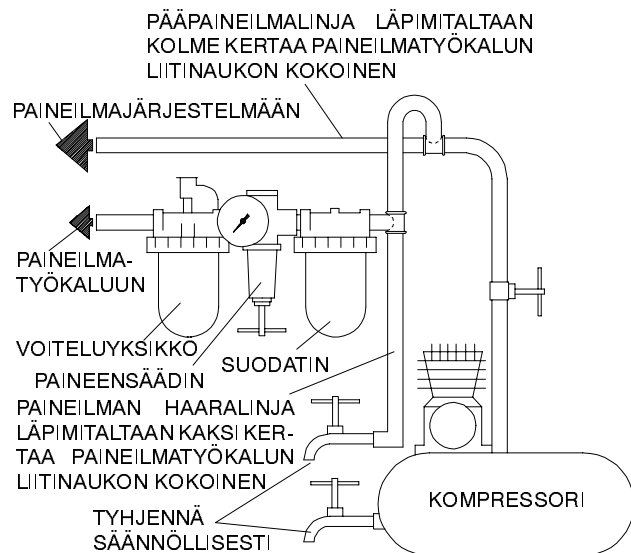 PÄÄPAINEILMALINJA LÄPIMITALTAAN
KOLME KERTAA PAINEILMATYÖKALUN
LIITINAUKON KOKOINEN
PAINEILMAJÄRJESTELMÄÄN
PAINEILMA-
TYÖKALUUN
VOITELUYKSIKKÖ
SUODATIN
PAINEENSÄÄDIN
PAINEILMAN HAARALINJA
LÄPIMITALTAAN KAKSI KER-
TAA PAINEILMATYÖKALUN
LIITINAUKON KOKOINEN
KOMPRESSORI
TYHJENNÄ
SÄÄNNÖLLISESTI